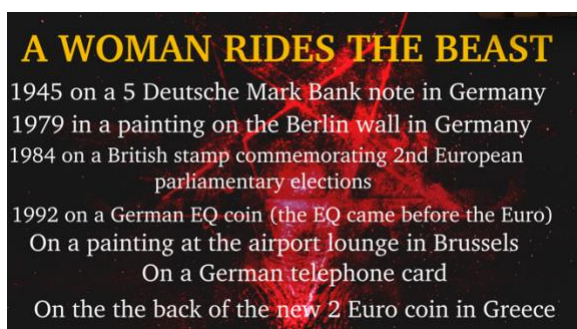 A WOMAN RIDES THE BEAST
1945 on a 5 Deutsche Mark Bank note in Germany
1979 in a painting on the Berlin wall in Germany
1984 on a British stamp commemorating 2nd European
parliamentary elections
1992 on a German EQ coin (the EQ came before the Euro)
On a painting at the airport lounge in Brussels
On a German telephone card
On the the back of the new 2 Euro coin in Greece